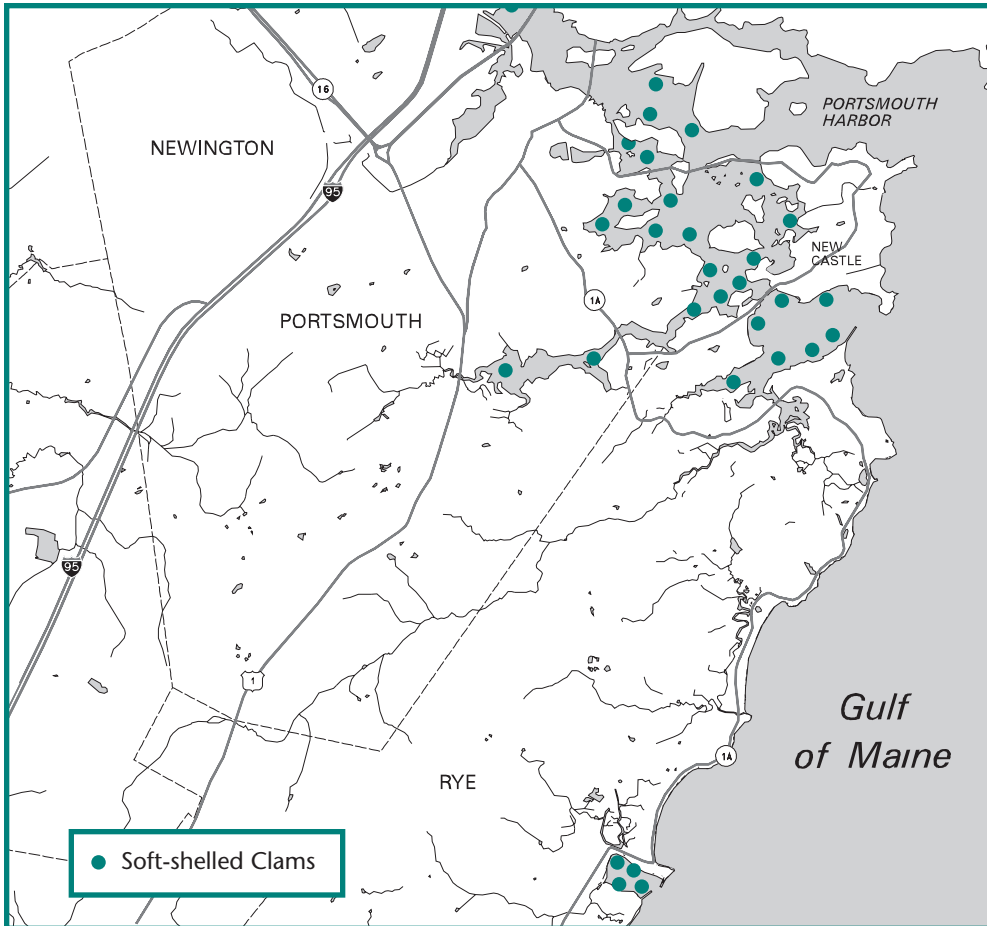 16
PORTSMOUTH
HARBOR
NEWINGTON
95
NEW
CASTLE
1A
PORTSMOUTH
95
1
Gulf
of Maine
1A
RYE
Soft-shelled Clams